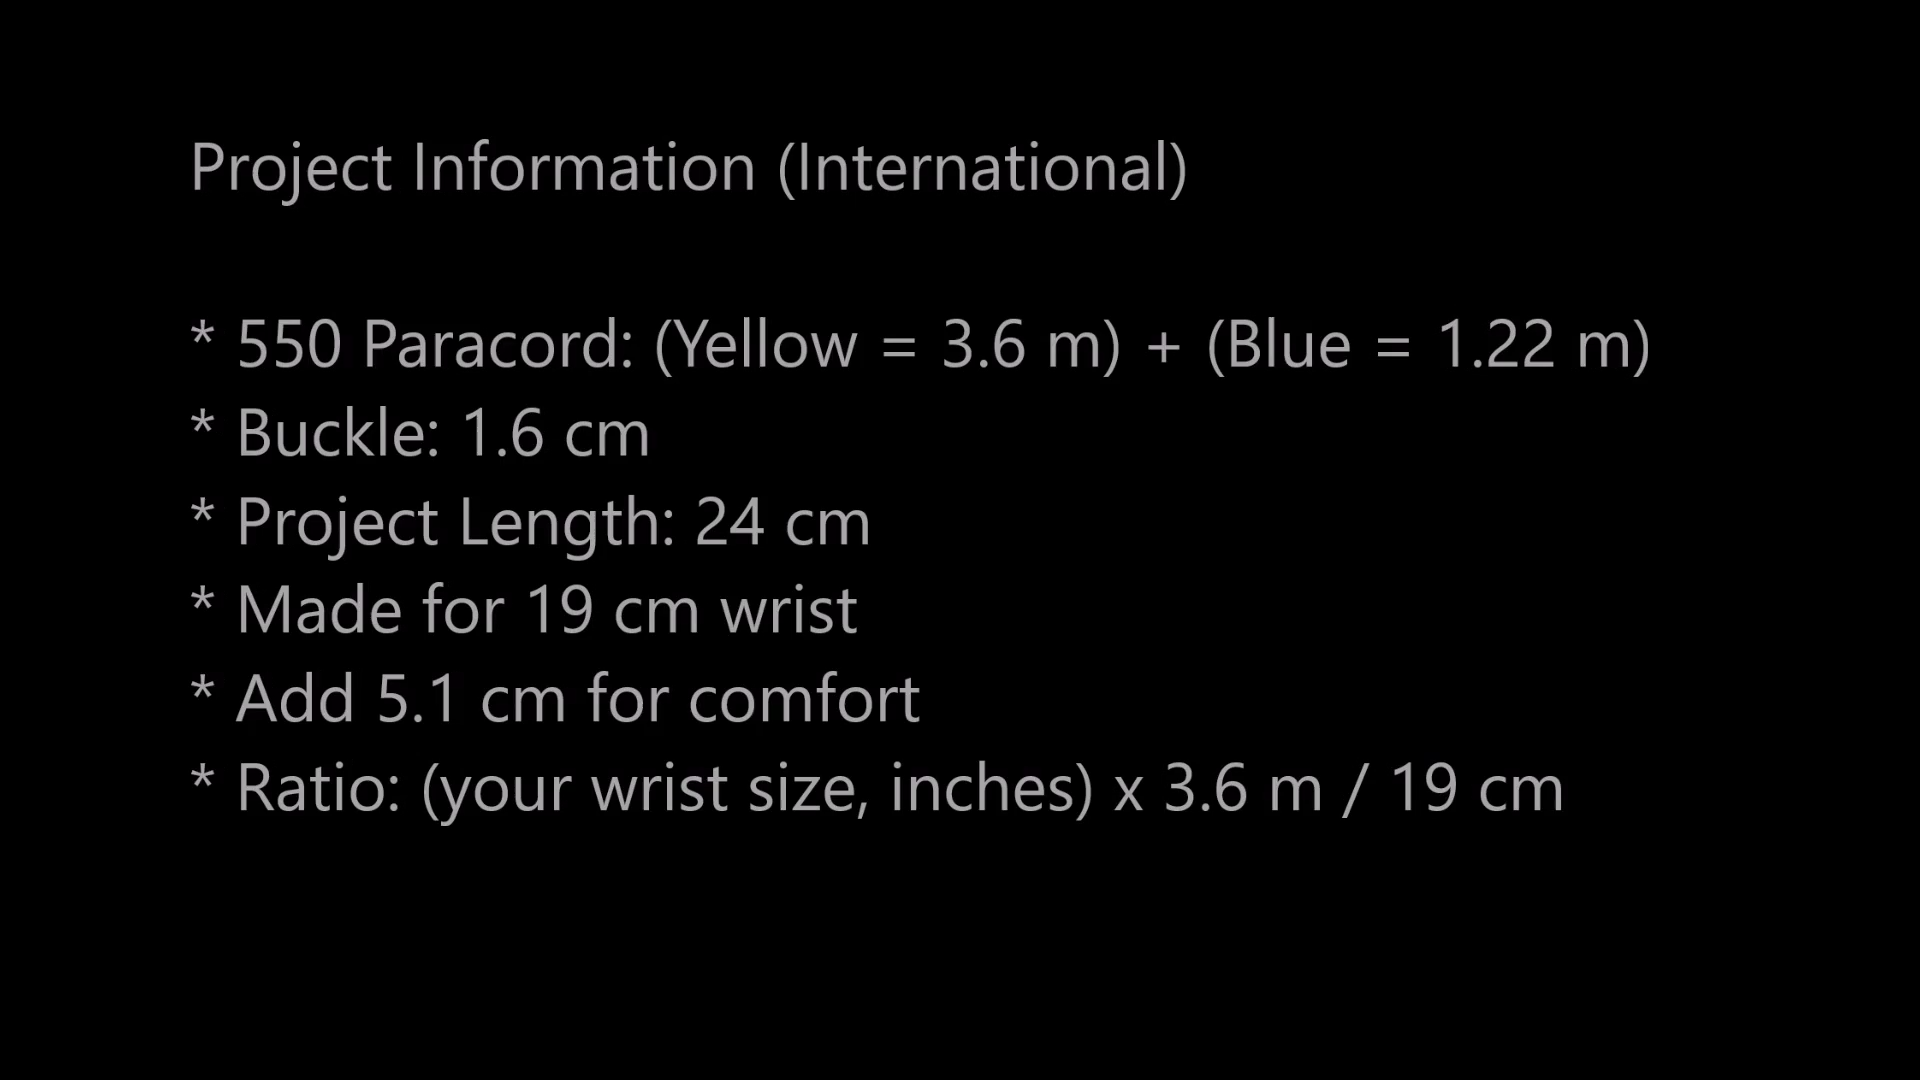 Project Information (International)
* 550 Paracord: (Yellow = 3.6 m) + (Blue = 1.22 m)
* Buckle: 1.6 cm
* Project Length: 24 cm
* Made for 19 cm wrist
* Add 5.1 cm for comfort
* Ratio: (your wrist size, inches) x 3.6 m / 19 cm